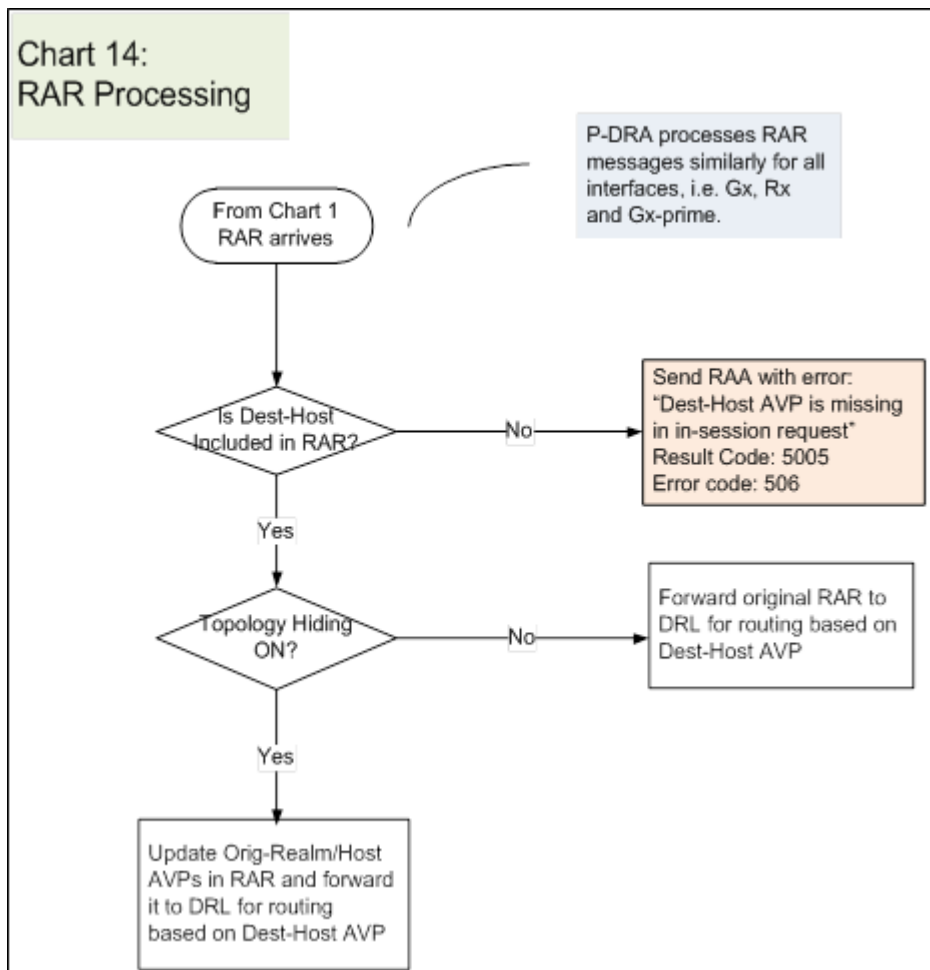 Chart 14:
RAR Processing
P-DRA processes RAR
messages similarly for all
interfaces, i.e. Gx, Rx
and Gx-prime.
From Chart 1
RAR arrives
Is Dest-Host
Included in RAR?
No
Send RAA with error:
“Dest-Host AVP is missing
in in-session request”
Result Code: 5005
Error code: 506
Yes
Topology Hiding
ON?
No
Forward original RAR to
DRL for routing based on
Dest-Host AVP
Yes
Update Orig-Realm/Host
AVPs in RAR and forward
it to DRL for routing
based on Dest-Host AVP